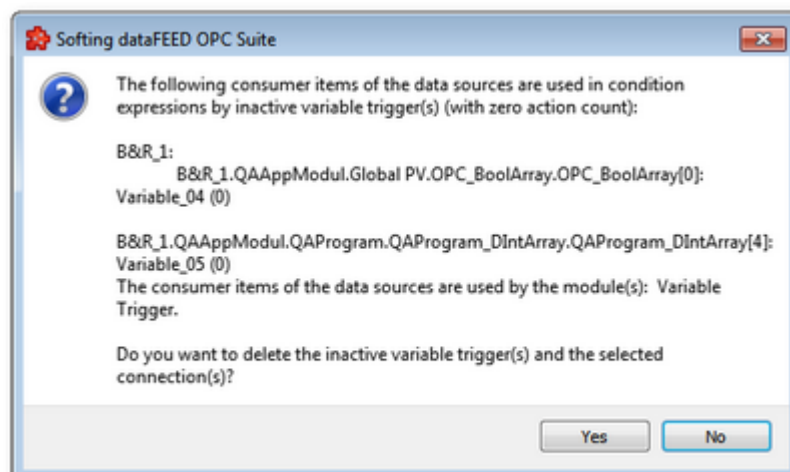 Softing dataFEED OPC Suite
The following consumer items of the data sources are used in condition
expressions by inactive variable trigger(s) (with zero action count):
B&R_1:
B&R_1.QAAppModul.Global PV.OPC_BoolArray.OPC_BoolArray[0]:
Variable_04 (0)
B&R_1.QAAppModul.QAProgram.QAProgram_DIntArray.QAProgram_DIntArray[4]:
Variable_05 (0)
The consumer items of the data sources are used by the module(s):  Variable
Trigger.
Do you want to delete the inactive variable trigger(s) and the selected
connection(s)?
Yes
No